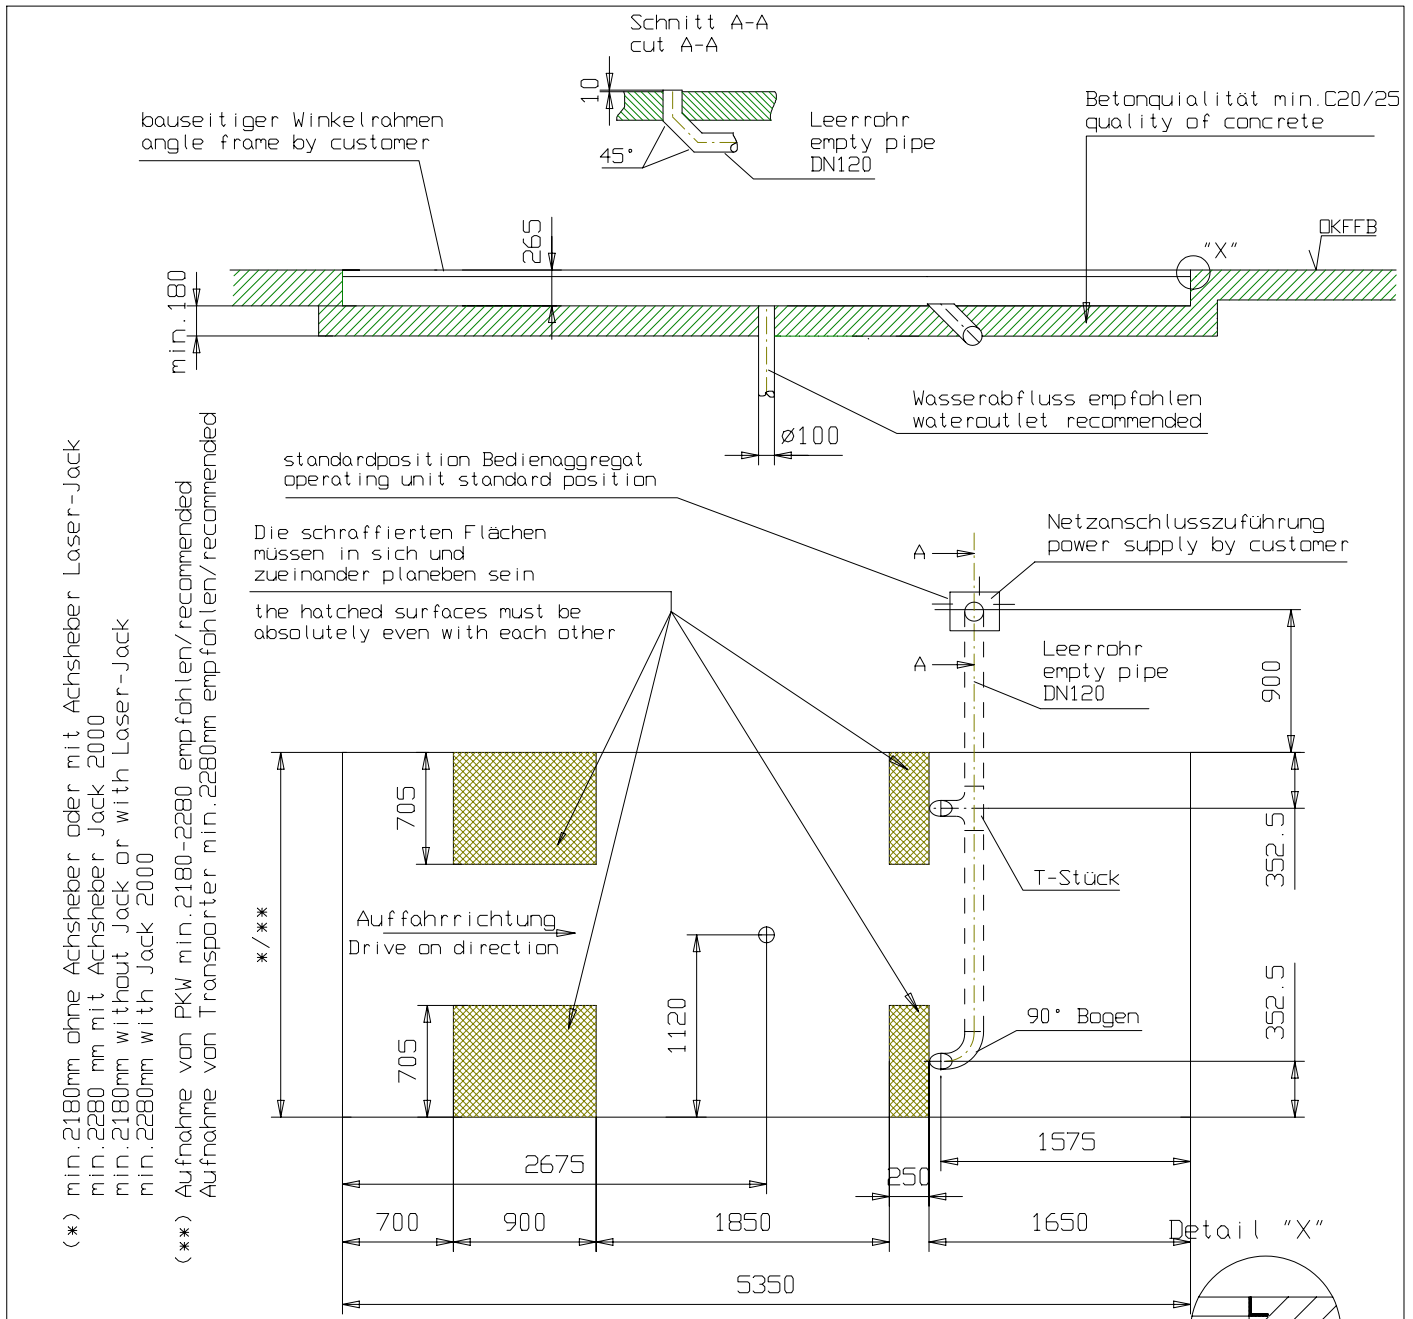 Schnitt A-A
cut A-A
10
45°
Leerrohr
empty pipe
DN120
bauseitiger Winkelrahmen
angle frame by customer
Betonquialität min.C20/25
quality of concrete
265
min.180
"X"
OKFFB
Wasserabfluss empfohlen
wateroutlet recommended
ø100
standardposition Bedienaggregat
operating unit standard position
Die schraffierten Flächen
müssen in sich und
zueinander planeben sein
the hatched surfaces must be
absolutely even with each other
Netzanschlusszuführung
power supply by customer
A
A
Leerrohr
empty pipe
DN120
900
705
352.5
T-Stück
*/**
Auffahrrichtung
Drive on direction
1120
705
90° Bogen
352.5
1575
2675
250
700
900
1850
1650
5350
Detail "X"
(*) min.2180mm ohne Achsheber oder mit Achsheber Laser-Jack
min.2280 mm mit Achsheber Jack 2000
min.2180mm without Jack or with Laser-Jack
min.2280mm with Jack 2000
(**) Aufnahme von PKW min.2180-2280 empfohlen/recommended
Aufnahme von Transporter min.2280mm empfohlen/recommended